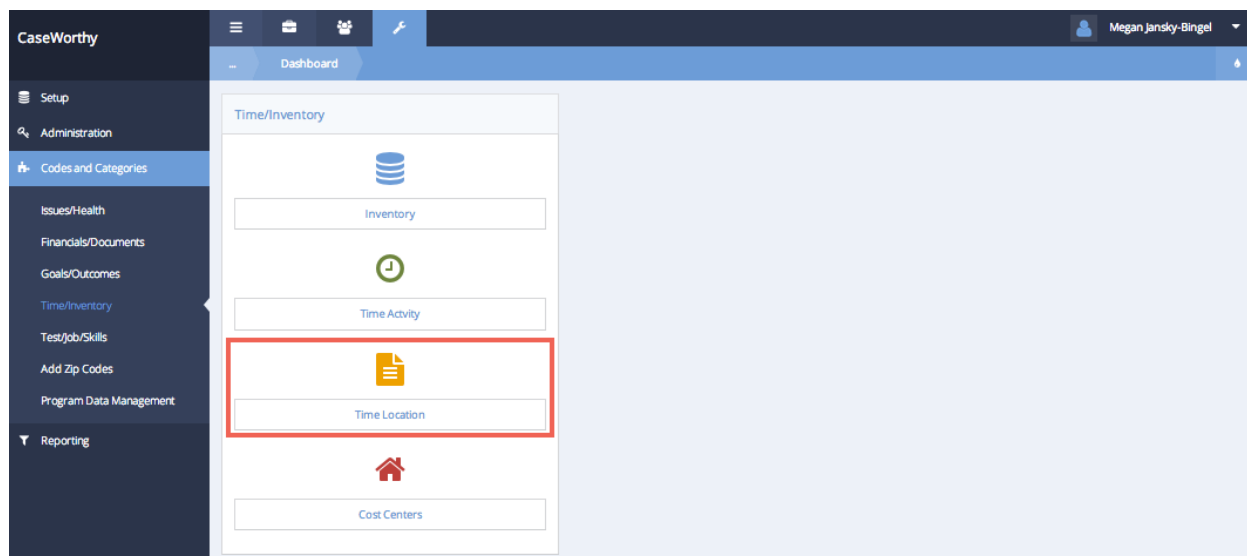 CaseWorthy
Megan Jansky-Bingel
... Dashboard
Setup
Administration
Codes and Categories
Issues/Health
Financials/Documents
Goals/Outcomes
Time/Inventory
Test/Job/Skills
Add Zip Codes
Program Data Management
Reporting
Time/Inventory
Inventory
Time Actvity
Time Location
Cost Centers